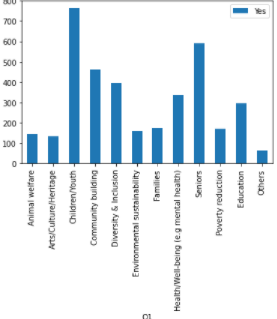 800
700
600
500
400
300
200
100
0
Yes
Animal welfare
Arts/Culture/Heritage
Children/Youth
Community building
Diversity & Inclusion
Environmental sustainability
Families
Health/Well-being (e.g mental health)
Seniors
Poverty reduction
Education
Others